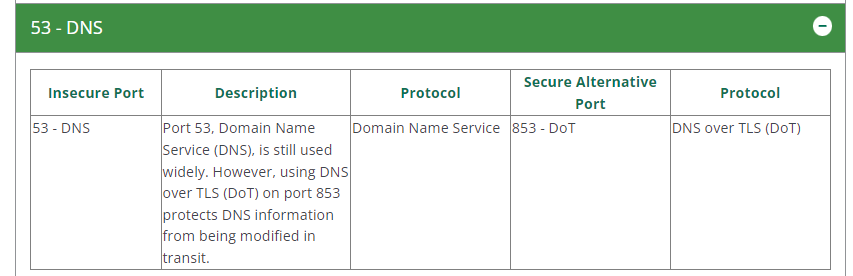 53 - DNS
Insecure Port
Description
Protocol
Secure Alternative
Port
Protocol
53 - DNS
Port 53, Domain Name
Service (DNS), is still used
widely. However, using DNS
over TLS (DoT) on port 853
protects DNS information
from being modified in
transit.
Domain Name Service
853 - DoT
DNS over TLS (DoT)